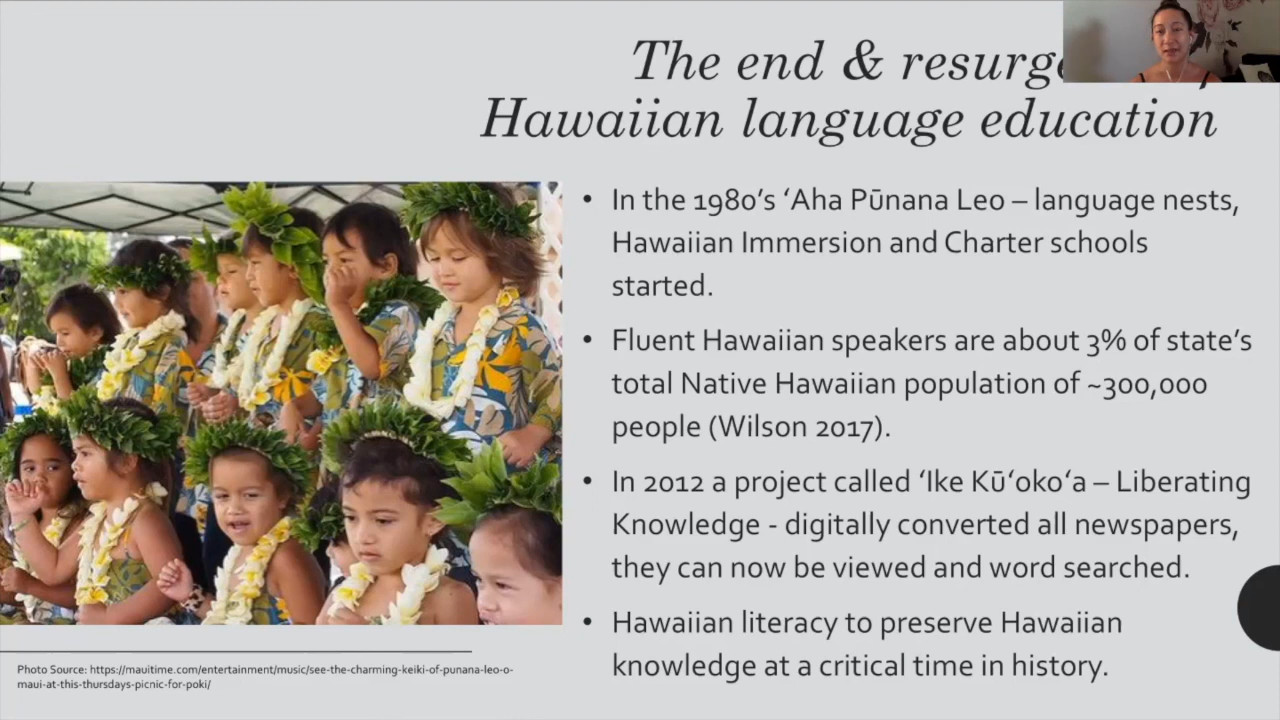 The end & 
Hawaiian language education
• In the 1980's ʻAha Pūnana Leo – language nests,
Hawaiian Immersion and Charter schools
started.
• Fluent Hawaiian speakers are about 3% of state's
total Native Hawaiian population of ~300,000
people (Wilson 2017).
• In 2012 a project called ʻIke Kūʻokoʻa – Liberating
Knowledge - digitally converted all newspapers,
they can now be viewed and word searched.
• Hawaiian literacy to preserve Hawaiian
knowledge at a critical time in history.
Photo Source: https://mauitime.com/entertainment/music/see-the-charming-keiki-of-punana-leo-o-
maui-at-this-thursdays-picnic-for-poki/